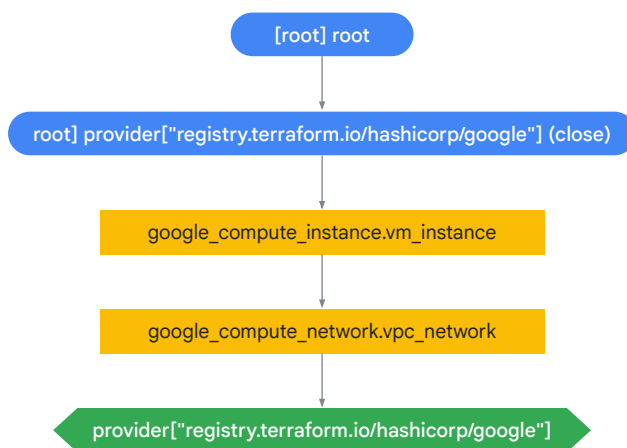 [root] root
root] provider["registry.terraform.io/hashicorp/google"] (close)
google_compute_instance.vm_instance
google_compute_network.vpc_network
provider["registry.terraform.io/hashicorp/google"]